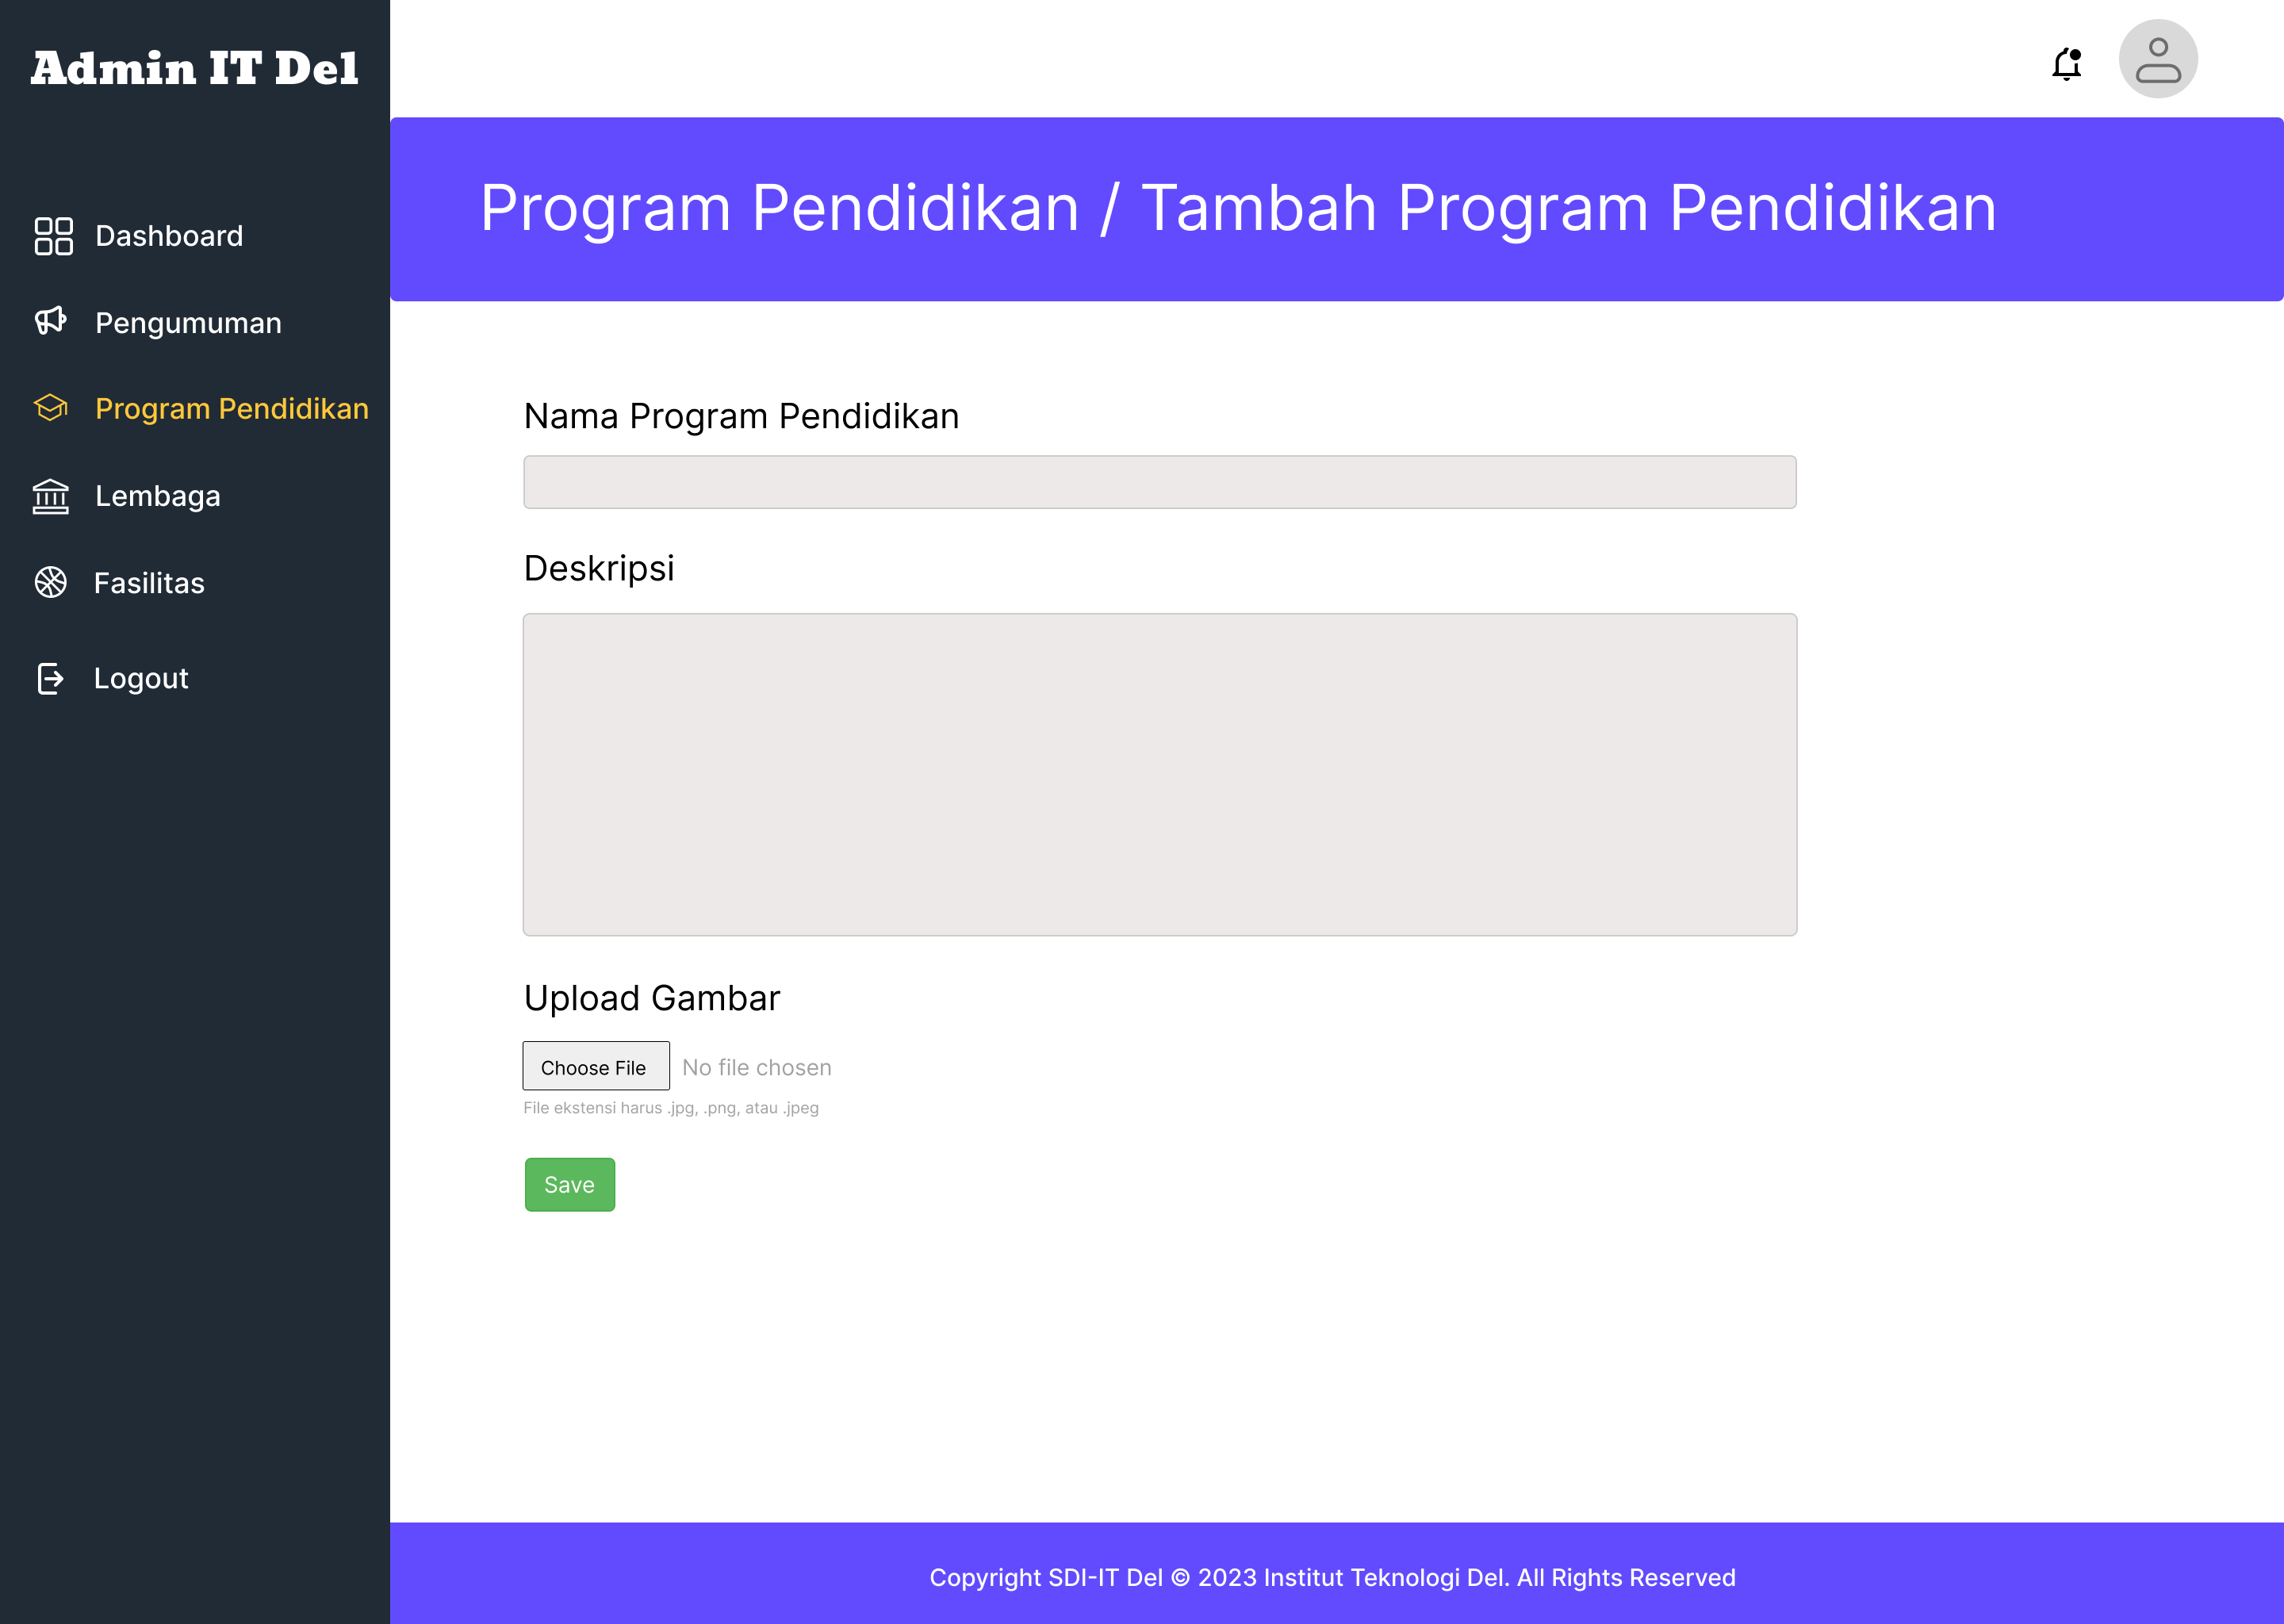 Admin IT Del
Dashboard
Pengumuman
Program Pendidikan
Lembaga
Fasilitas
Logout
Program Pendidikan / Tambah Program Pendidikan
Nama Program Pendidikan
Deskripsi
Upload Gambar
Choose File No file chosen
File ekstensi harus .jpg, .png, atau .jpeg
Save
Copyright SDI-IT Del © 2023 Institut Teknologi Del. All Rights Reserved